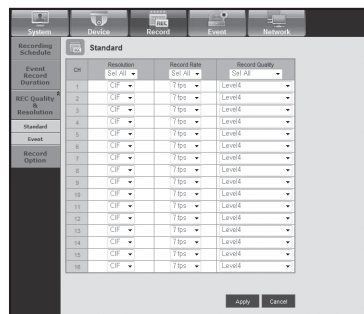 System Device Record Event Network
REC
Recording
Schedule
Event
Record
Duration
REC Quality
&
Resolution
Standard
Event
Record
Option
Standard
CH Resolution Record Rate Record Quality
Sel All Sel All Sel All
1 CIF 7 fps Level4
2 CIF 7 fps Level4
3 CIF 7 fps Level4
4 CIF 7 fps Level4
5 CIF 7 fps Level4
6 CIF 7 fps Level4
7 CIF 7 fps Level4
8 CIF 7 fps Level4
9 CIF 7 fps Level4
10 CIF 7 fps Level4
11 CIF 7 fps Level4
12 CIF 7 fps Level4
13 CIF 7 fps Level4
14 CIF 7 fps Level4
15 CIF 7 fps Level4
16 CIF 7 fps Level4
Apply Cancel